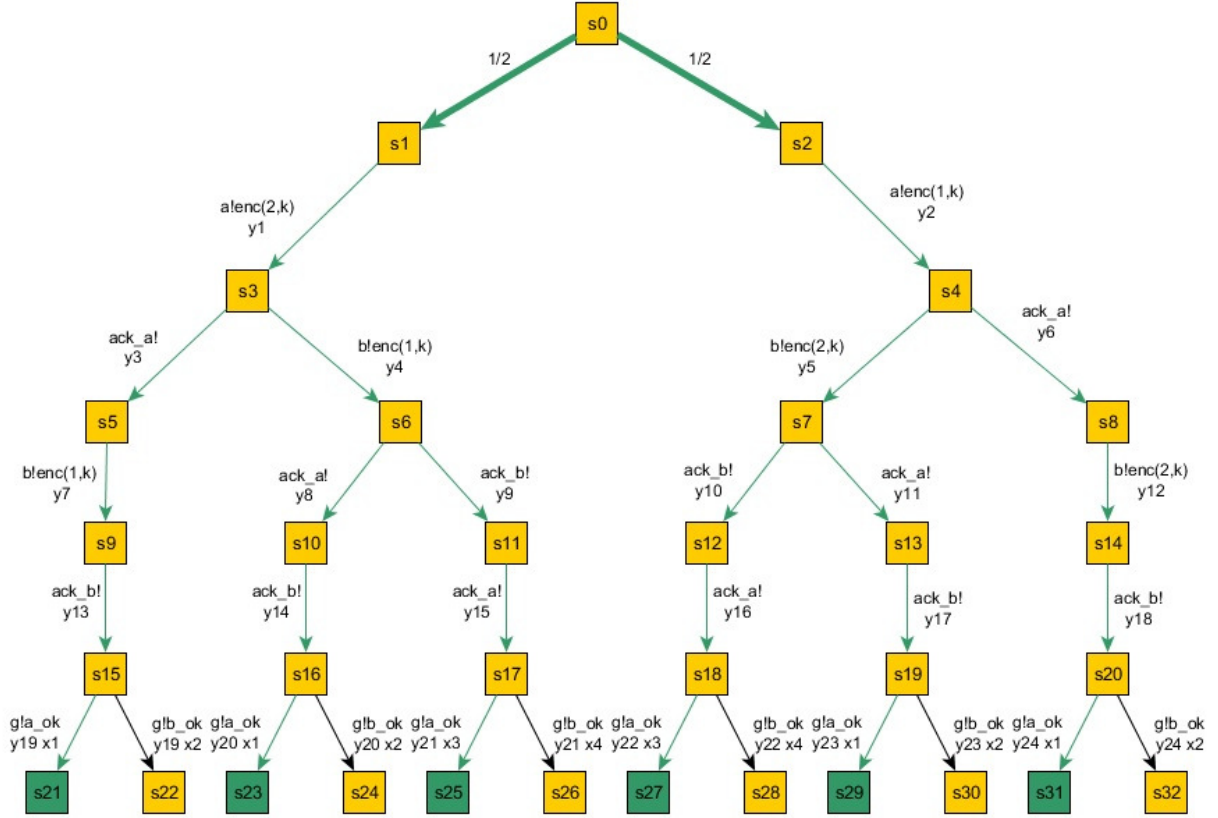 s0
1/2
1/2
s1
s2
a!enc(2,k)
y1
a!enc(1,k)
y2
s3
s4
ack_a!
y3
b!enc(1,k)
y4
b!enc(2,k)
y5
ack_a!
y6
s5
s6
s7
s8
b!enc(1,k)
y7
ack_a!
y8
ack_b!
y9
ack_b!
y10
ack_a!
y11
b!enc(2,k)
y12
s9
s10
s11
s12
s13
s14
ack_b!
y13
ack_b!
y14
ack_a!
y15
ack_a!
y16
ack_b!
y17
ack_b!
y18
s15
s16
s17
s18
s19
s20
g!a_ok
y19 x1
g!b_ok
y19 x2
g!a_ok
y20 x1
g!b_ok
y20 x2
g!a_ok
y21 x3
g!b_ok
y21 x4
g!a_ok
y22 x3
g!b_ok
y22 x4
g!a_ok
y23 x1
g!b_ok
y23 x2
g!a_ok
y24 x1
g!b_ok
y24 x2
s21
s22
s23
s24
s25
s26
s27
s28
s29
s30
s31
s32